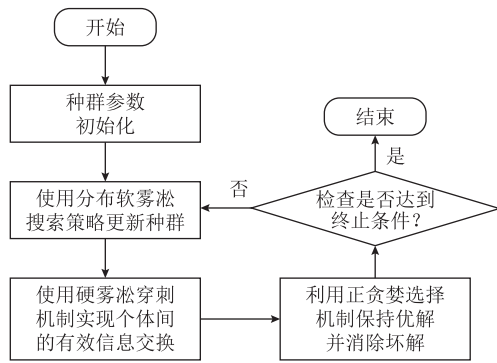 开始
种群参数
初始化
使用分布软雾凇
搜索策略更新种群
使用硬雾凇穿刺
机制实现个体间
的有效信息交换
利用正贪婪选择
机制保持优解
并消除坏解
检查是否达到
终止条件？
否
是
结束